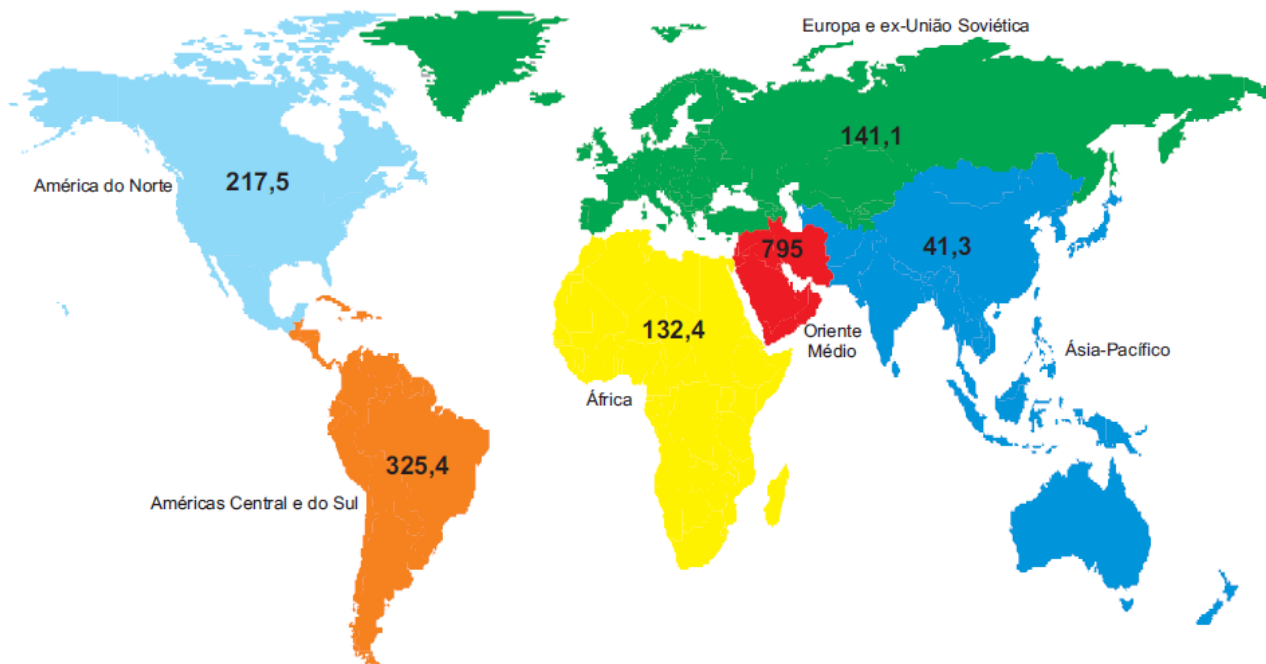 Europa e ex-União Soviética
141,1
América do Norte
217,5
795
41,3
132,4
Oriente
Médio
Ásia-Pacífico
África
325,4
Américas Central e do Sul